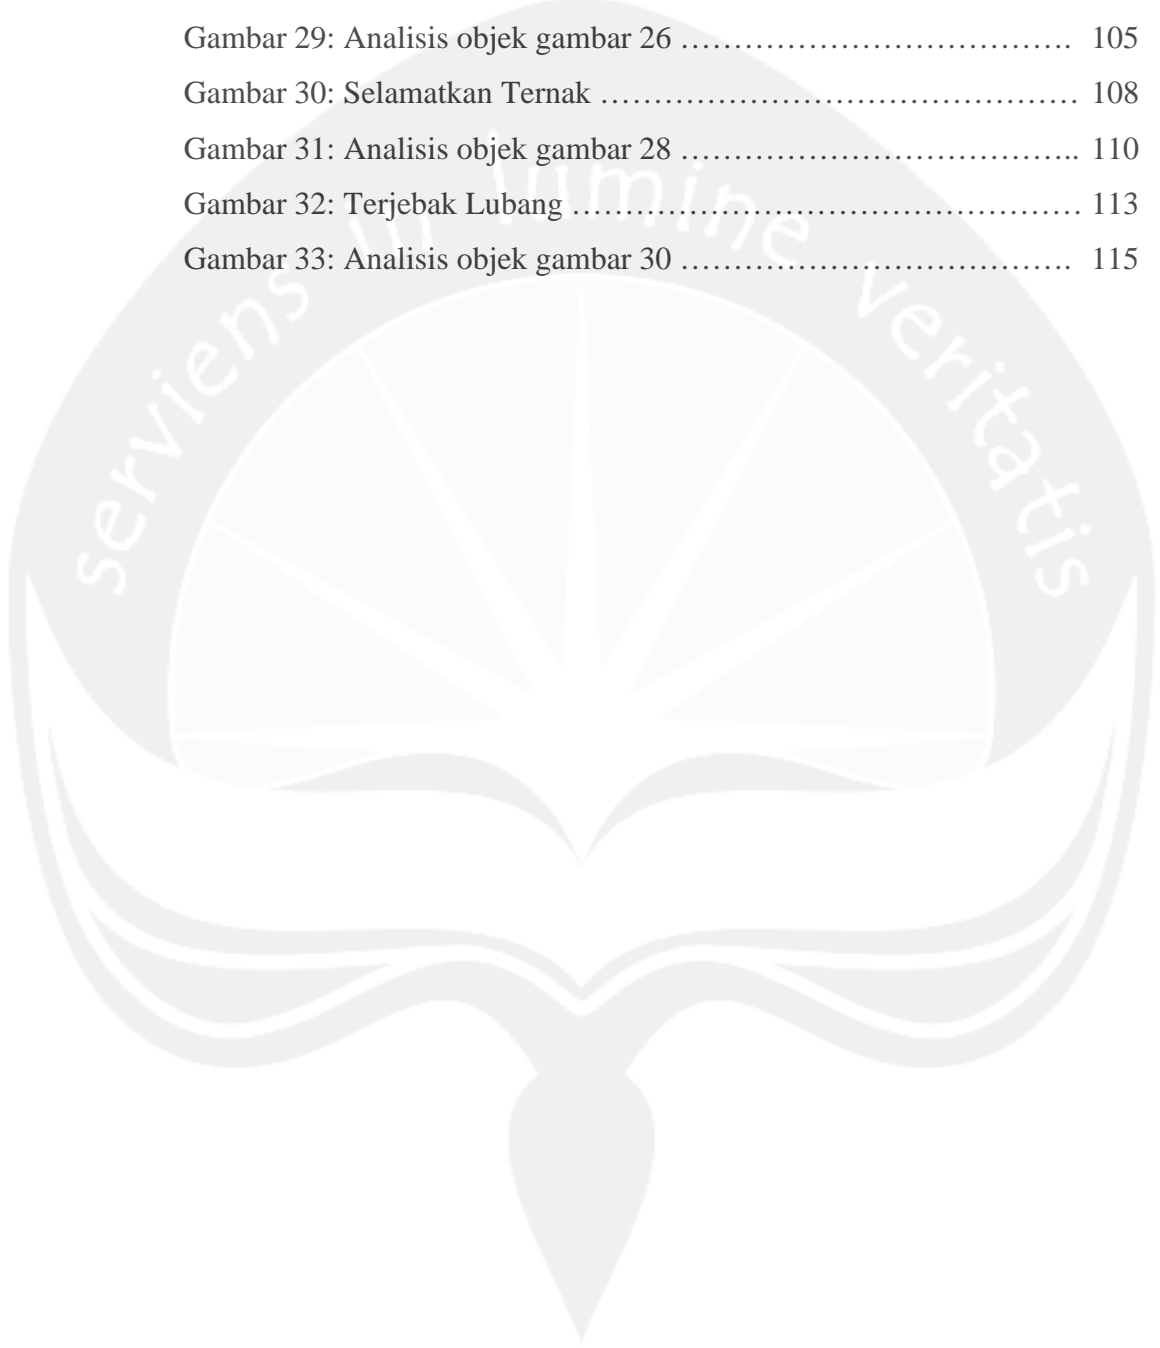 Gambar 29: Analisis objek gambar 26 ………………………………. 105
Gambar 30: Selamatkan Ternak ……………………………………… 108
Gambar 31: Analisis objek gambar 28 ……………………………….. 110
Gambar 32: Terjebak Lubang ………………………………………… 113
Gambar 33: Analisis objek gambar 30 ………………………………. 115
serviens in lumine veritatis